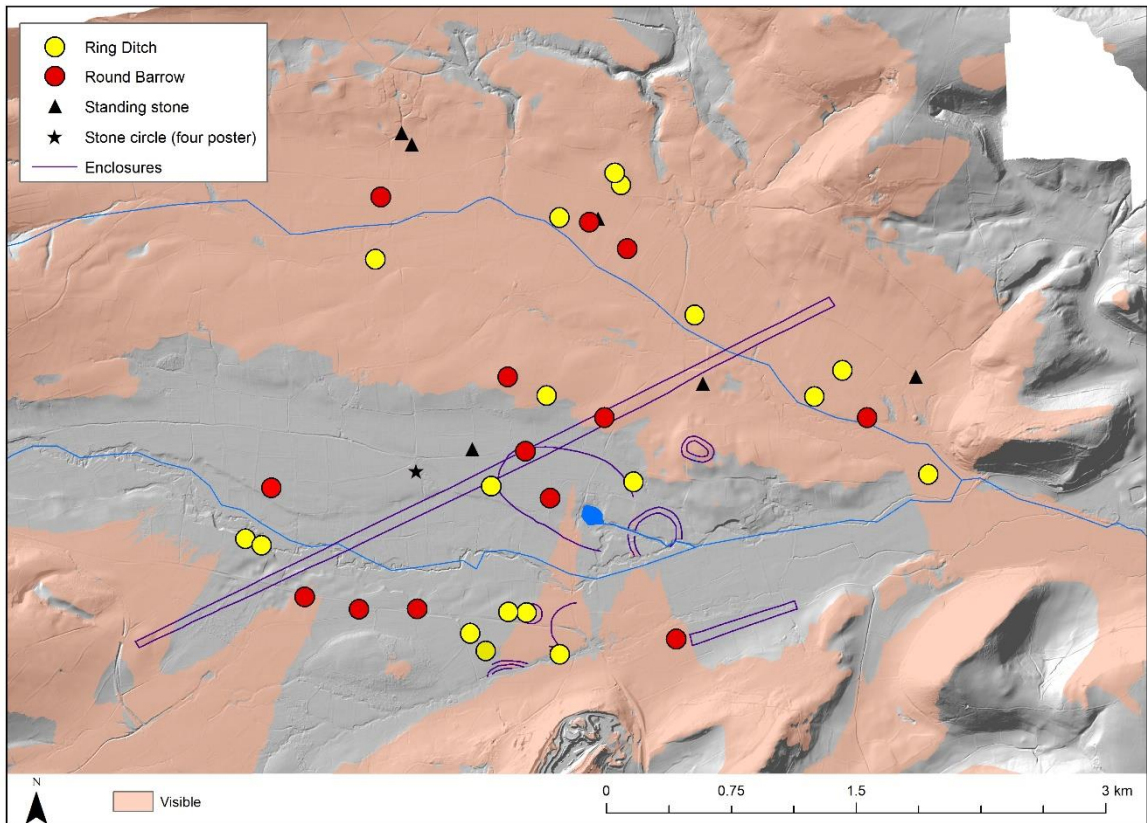 Ring Ditch
Round Barrow
Standing stone
Stone circle (four poster)
Enclosures
N
Visible
0 0.75 1.5 3 km